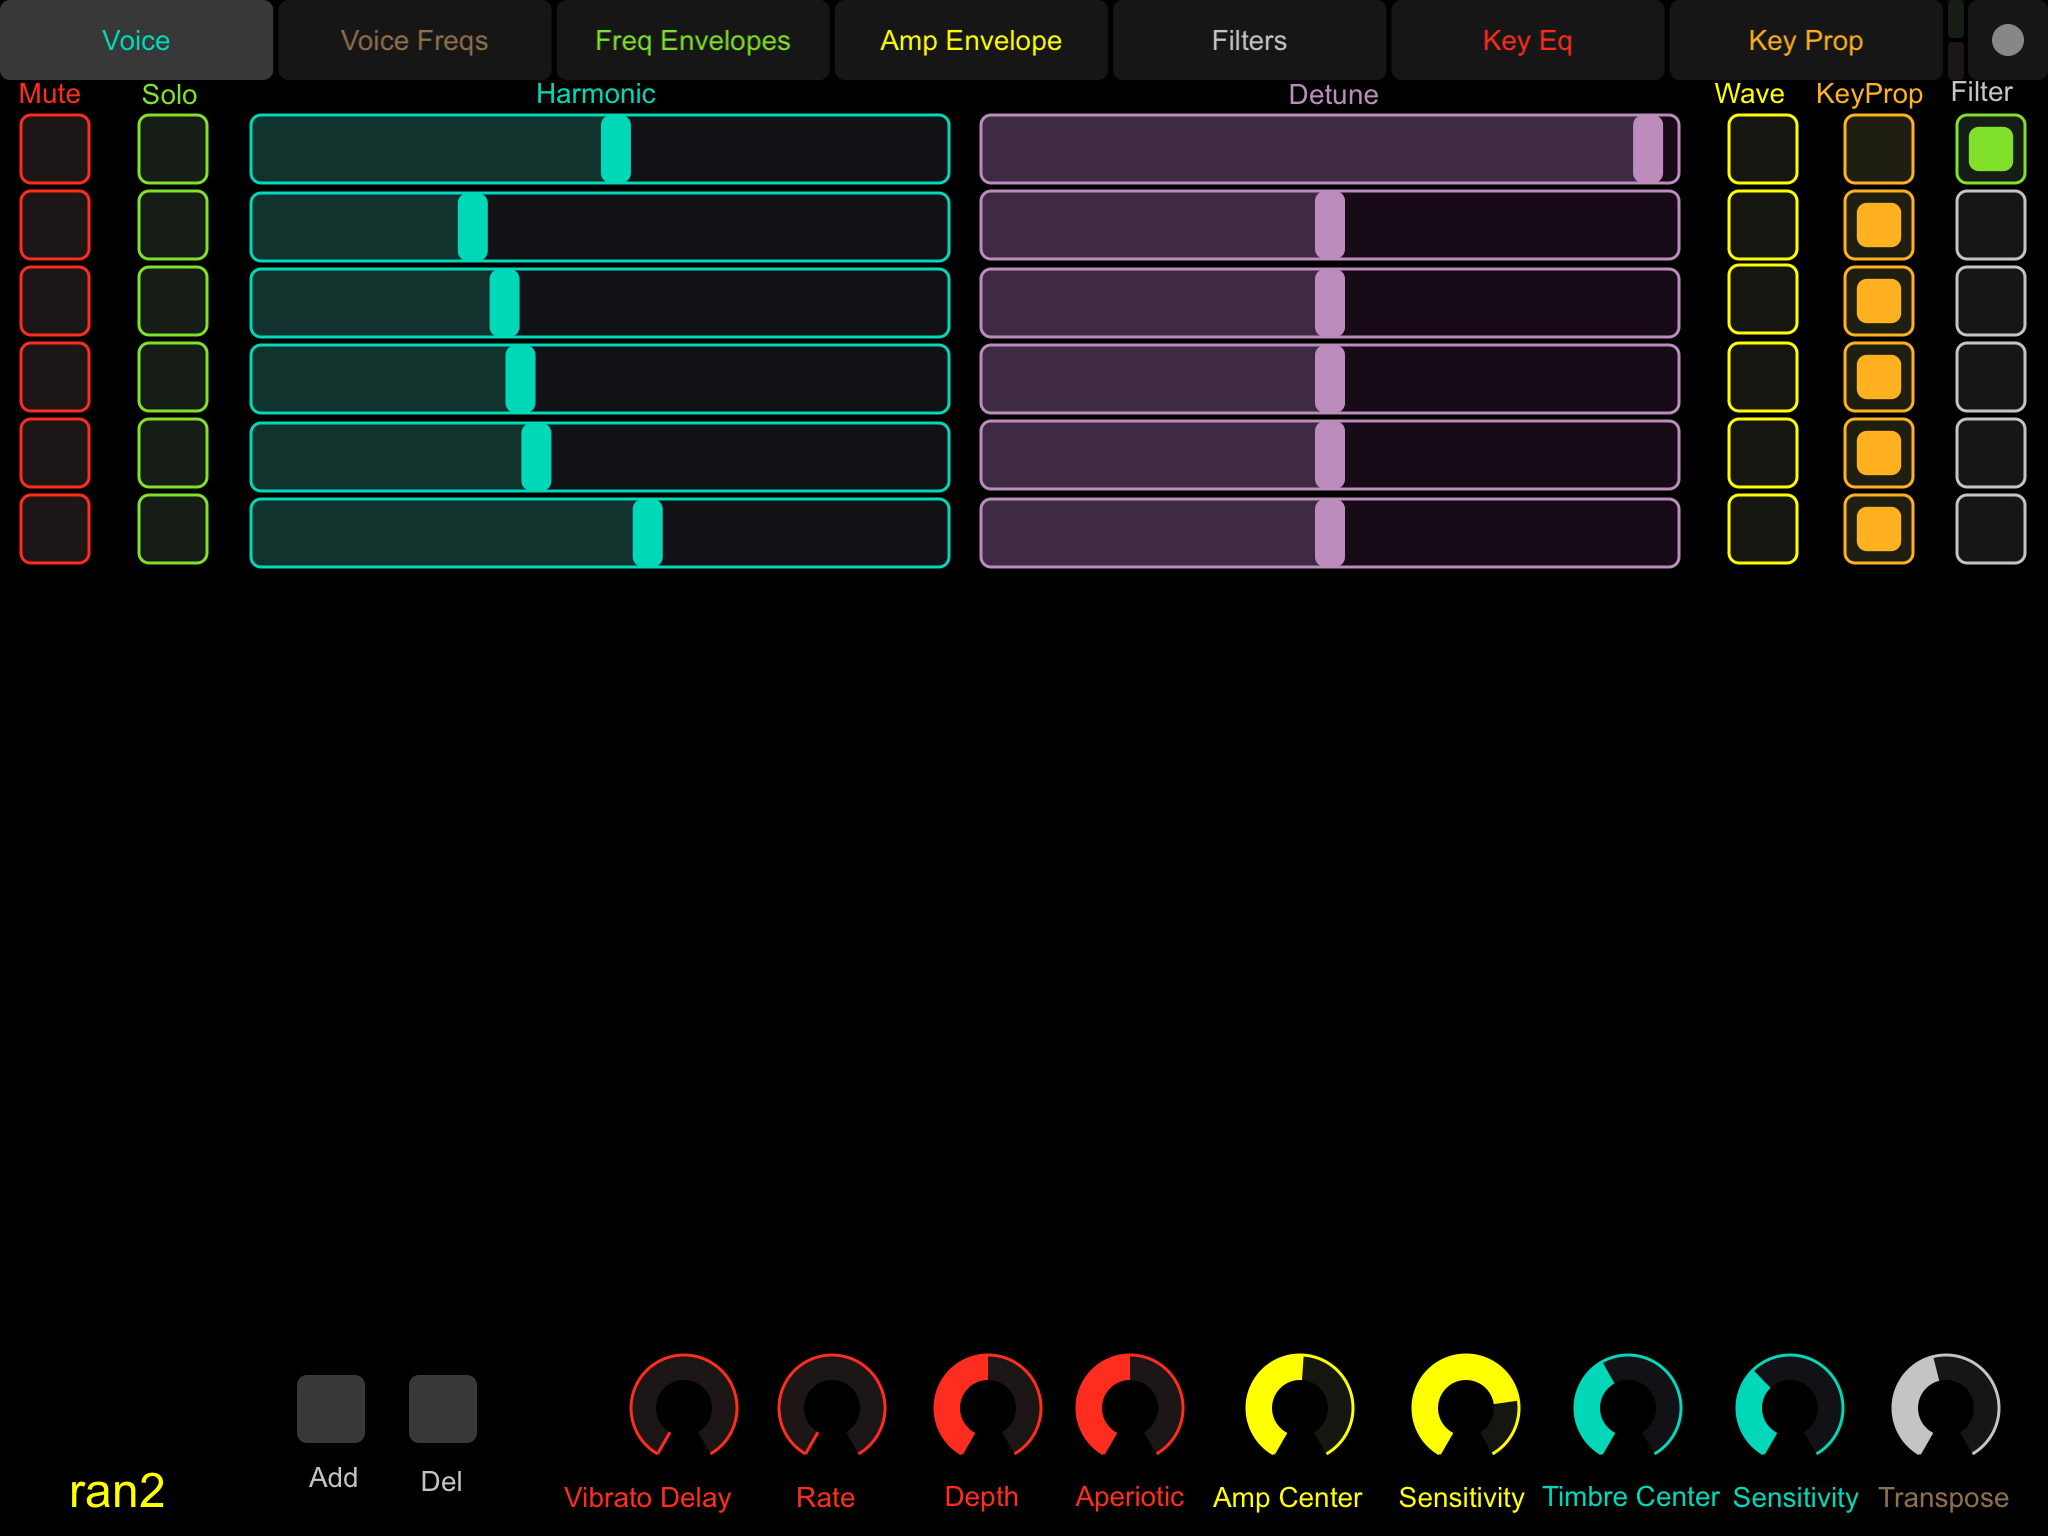 Voice
Voice Freqs
Freq Envelopes
Amp Envelope
Filters
Key Eq
Key Prop
Mute
Solo
Harmonic
Detune
Wave
KeyProp
Filter
Add
Del
ran2
Vibrato Delay
Rate
Depth
Aperiotic
Amp Center
Sensitivity
Timbre Center
Sensitivity
Transpose